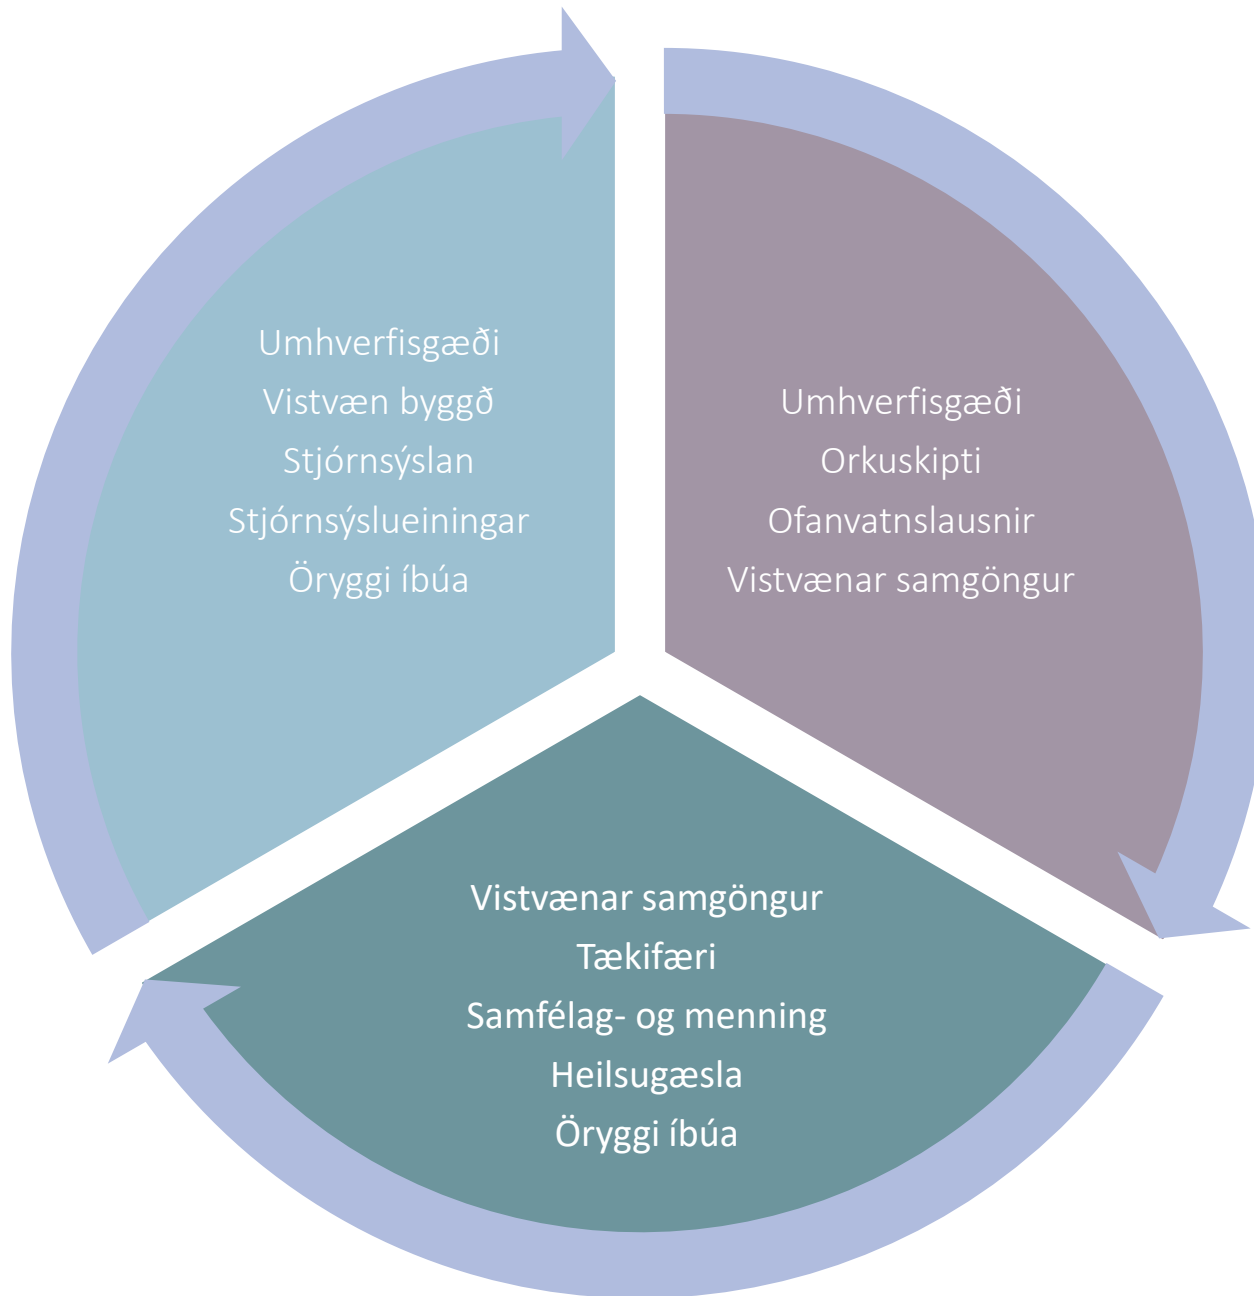 Umhverfisgæði
Vistvæn byggð
Stjórnsýslan
Stjórnsýslueiningar
Öryggi íbúa
Umhverfisgæði
Orkuskipti
Ofanvatnslausnir
Vistvænar samgöngur
Vistvænar samgöngur
Tækifæri
Samfélag- og menning
Heilsugæsla
Öryggi íbúa